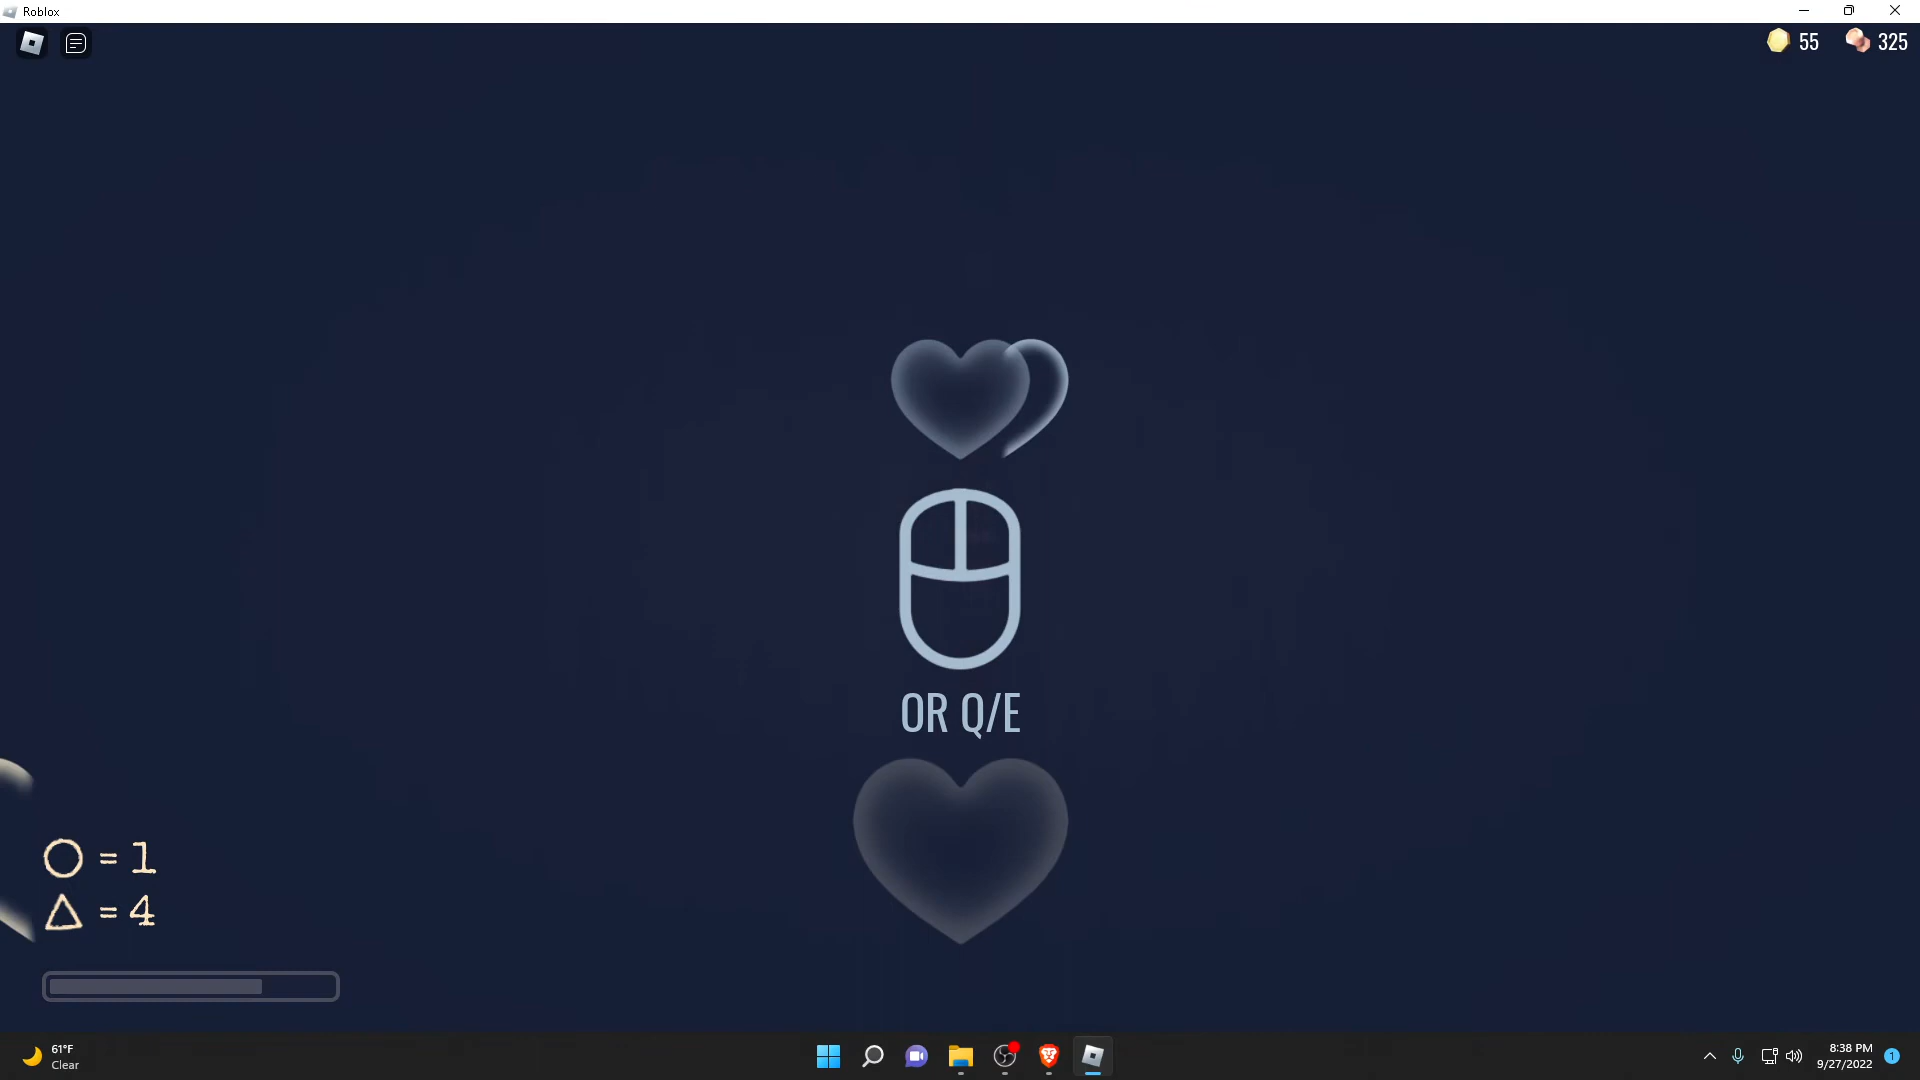 Roblox
55
325
OR Q/E
○ = 1
△ = 4
61°F
Clear
8:38 PM
9/27/2022
1